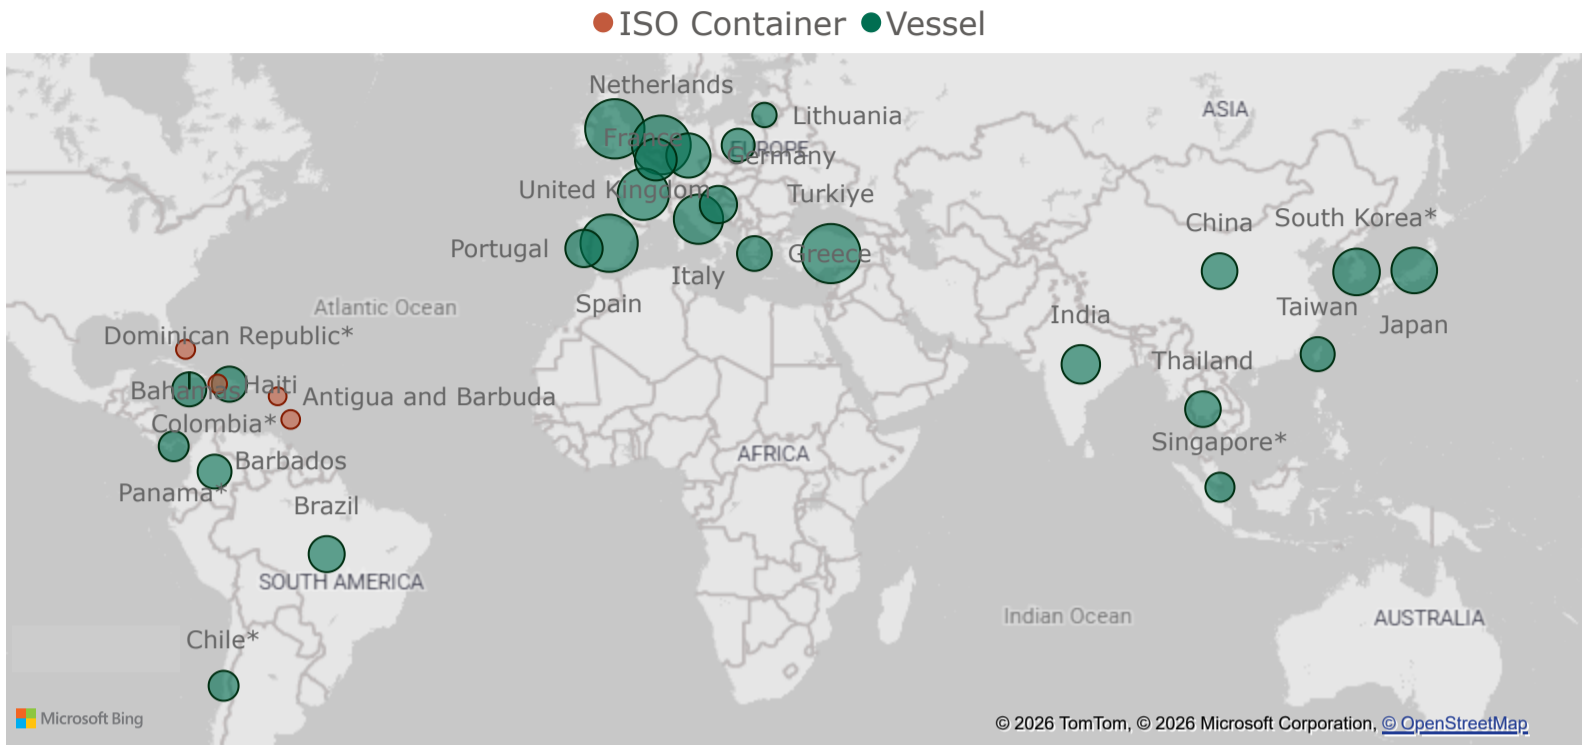 ISO Container Vessel
Netherlands
Lithuania
ASIA
France
EUROPE
Germany
United Kingdom
Turkiye
China
South Korea*
Portugal
Greece
Italy
Spain
Atlantic Ocean
India
Taiwan
Japan
Dominican Republic*
Thailand
Bahamas
Haiti
Antigua and Barbuda
Colombia*
Singapore*
AFRICA
Barbados
Panama*
Brazil
SOUTH AMERICA
Indian Ocean
AUSTRALIA
Chile*
Microsoft Bing
© 2026 TomTom, © 2026 Microsoft Corporation, © OpenStreetMap